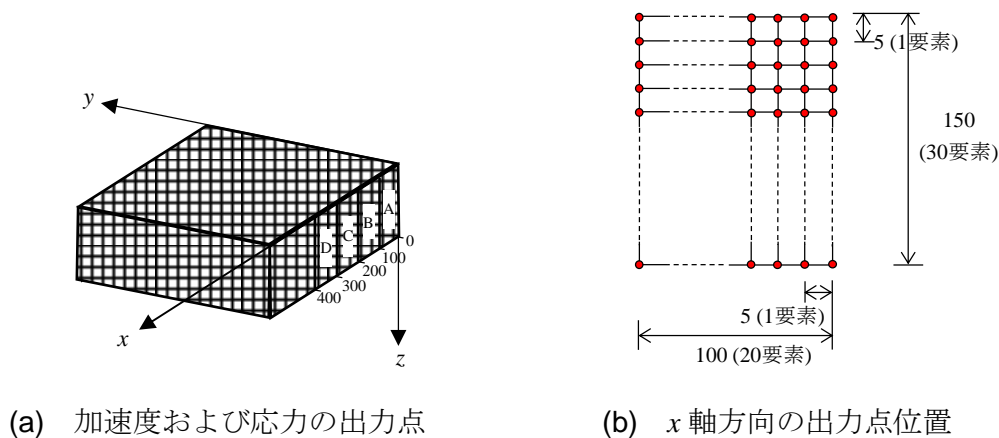 y
A
B
C
D
0
100
200
300
400
x
z
5 (1要素)
150
(30要素)
5 (1要素)
100 (20要素)
(a) 加速度および応力の出力点
(b) x 軸方向の出力点位置